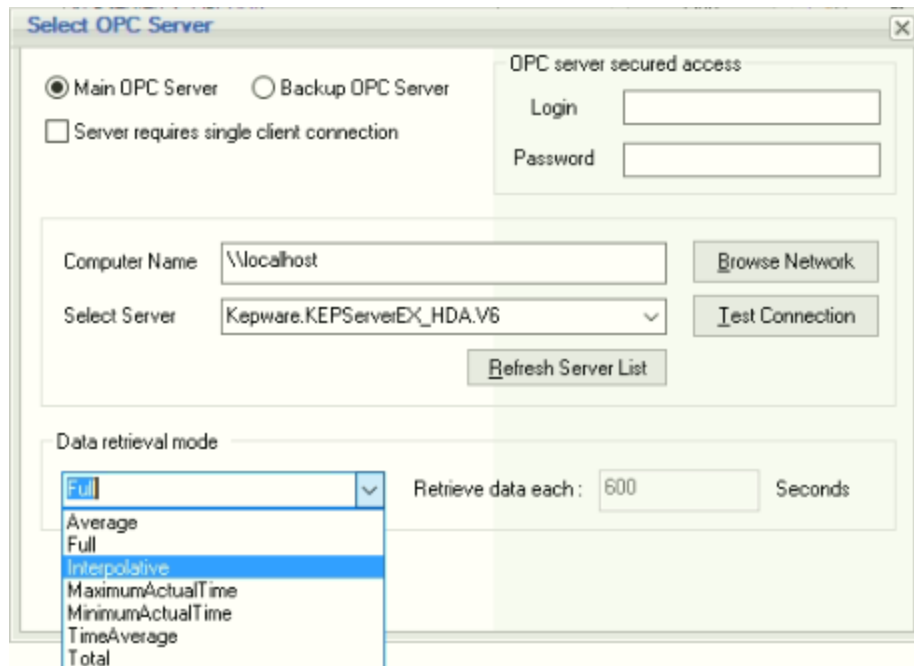 Select OPC Server
Main OPC Server
Backup OPC Server
Server requires single client connection
OPC server secured access
Login
Password
Computer Name
\\localhost
Browse Network
Select Server
Kepware.KEPServerEX_HDA.V6
Test Connection
Refresh Server List
Data retrieval mode
Full
Retrieve data each :
600
Seconds
Average
Full
Interpolative
MaximumActualTime
MinimumActualTime
TimeAverage
Total